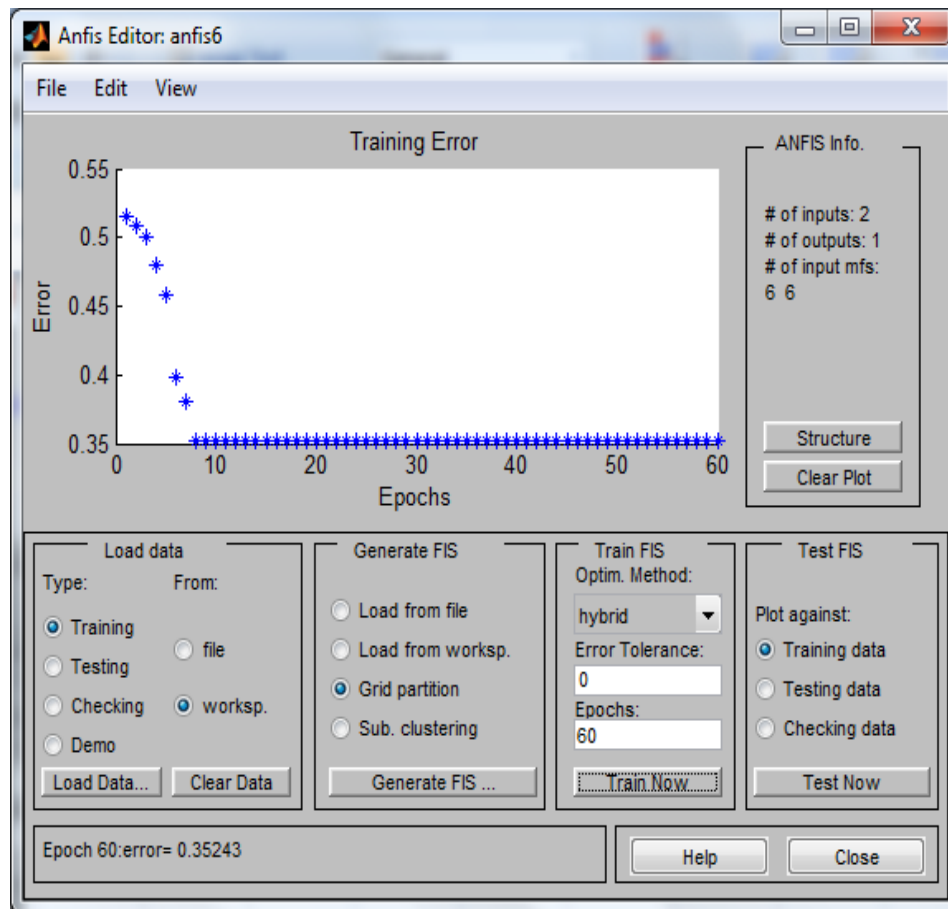 Anfis Editor: anfis6
File Edit View
Training Error
0.55
0.5
0.45
0.4
0.35
Error
0 10 20 30 40 50 60
Epochs
ANFIS Info.
# of inputs: 2
# of outputs: 1
# of input mfs:
6 6
Structure
Clear Plot
Load data
Type: From:
Training
Testing
Checking
Demo
file
worksp.
Load Data...
Clear Data
Generate FIS
Load from file
Load from worksp.
Grid partition
Sub. clustering
Generate FIS ...
Train FIS
Optim. Method:
hybrid
Error Tolerance:
0
Epochs:
60
Train Now
Test FIS
Plot against:
Training data
Testing data
Checking data
Test Now
Epoch 60:error= 0.35243
Help
Close